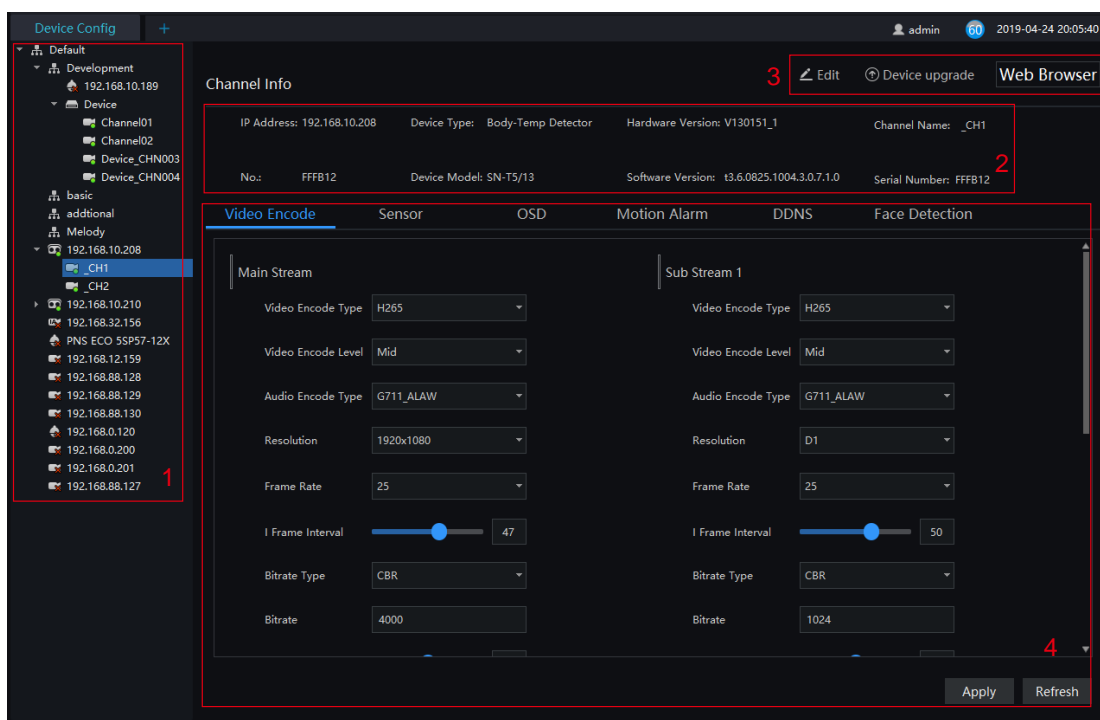 Device Config +
admin 60 2019-04-24 20:05:40
Default
Development
192.168.10.189
Device
Channel01
Channel02
Device_CHN003
Device_CHN004
basic
addtional
Melody
192.168.10.208
_CH1
_CH2
192.168.10.210
192.168.32.156
PNS ECO 5SP57-12X
192.168.12.159
192.168.88.128
192.168.88.129
192.168.88.130
192.168.0.120
192.168.0.200
192.168.0.201
192.168.88.127
1
Channel Info
3 Edit Device upgrade Web Browser
IP Address: 192.168.10.208 Device Type: Body-Temp Detector Hardware Version: V130151_1 Channel Name: _CH1
No.: FFFB12 Device Model: SN-T5/13 Software Version: t3.6.0825.1004.3.0.7.1.0 Serial Number: FFFB12
2
Video Encode Sensor OSD Motion Alarm DDNS Face Detection
Main Stream Sub Stream 1
Video Encode Type H265 Video Encode Type H265
Video Encode Level Mid Video Encode Level Mid
Audio Encode Type G711_ALAW Audio Encode Type G711_ALAW
Resolution 1920x1080 Resolution D1
Frame Rate 25 Frame Rate 25
I Frame Interval 47 I Frame Interval 50
Bitrate Type CBR Bitrate Type CBR
Bitrate 4000 Bitrate 1024
4
Apply Refresh